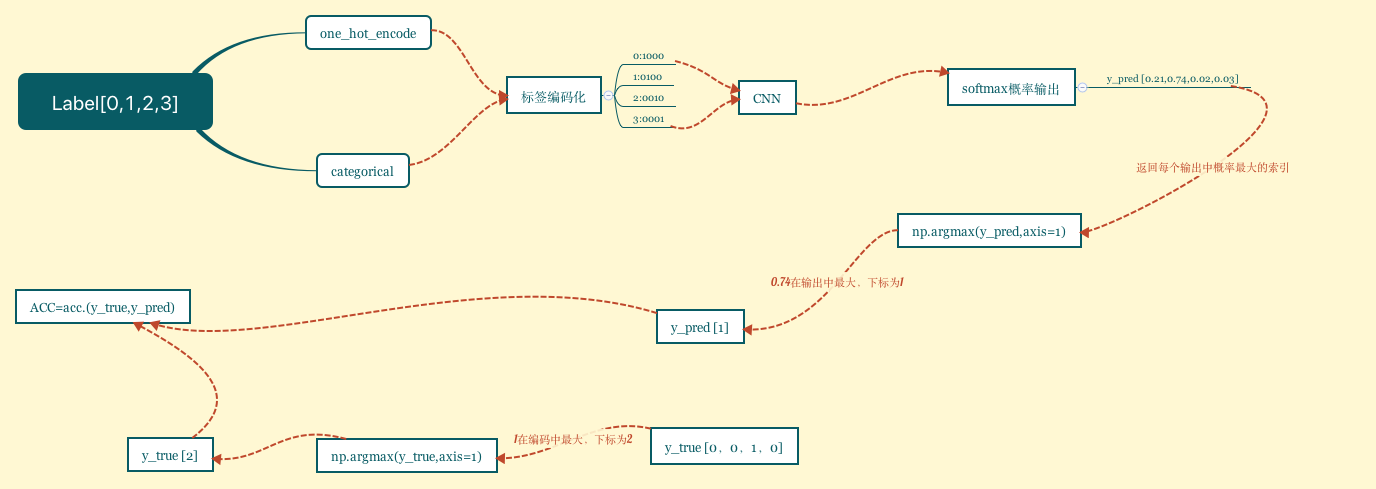 one_hot_encode
Label[0,1,2,3]
categorical
标签编码化
0:1000
1:0100
2:0010
3:0001
CNN
softmax概率输出
y_pred [0.21,0.74,0.02,0.03]
返回每个输出中概率最大的索引
np.argmax(y_pred,axis=1)
0.74在输出中最大，下标为1
y_pred [1]
ACC=acc.(y_true,y_pred)
y_true [0，0，1，0]
1在编码中最大，下标为2
np.argmax(y_true,axis=1)
y_true [2]